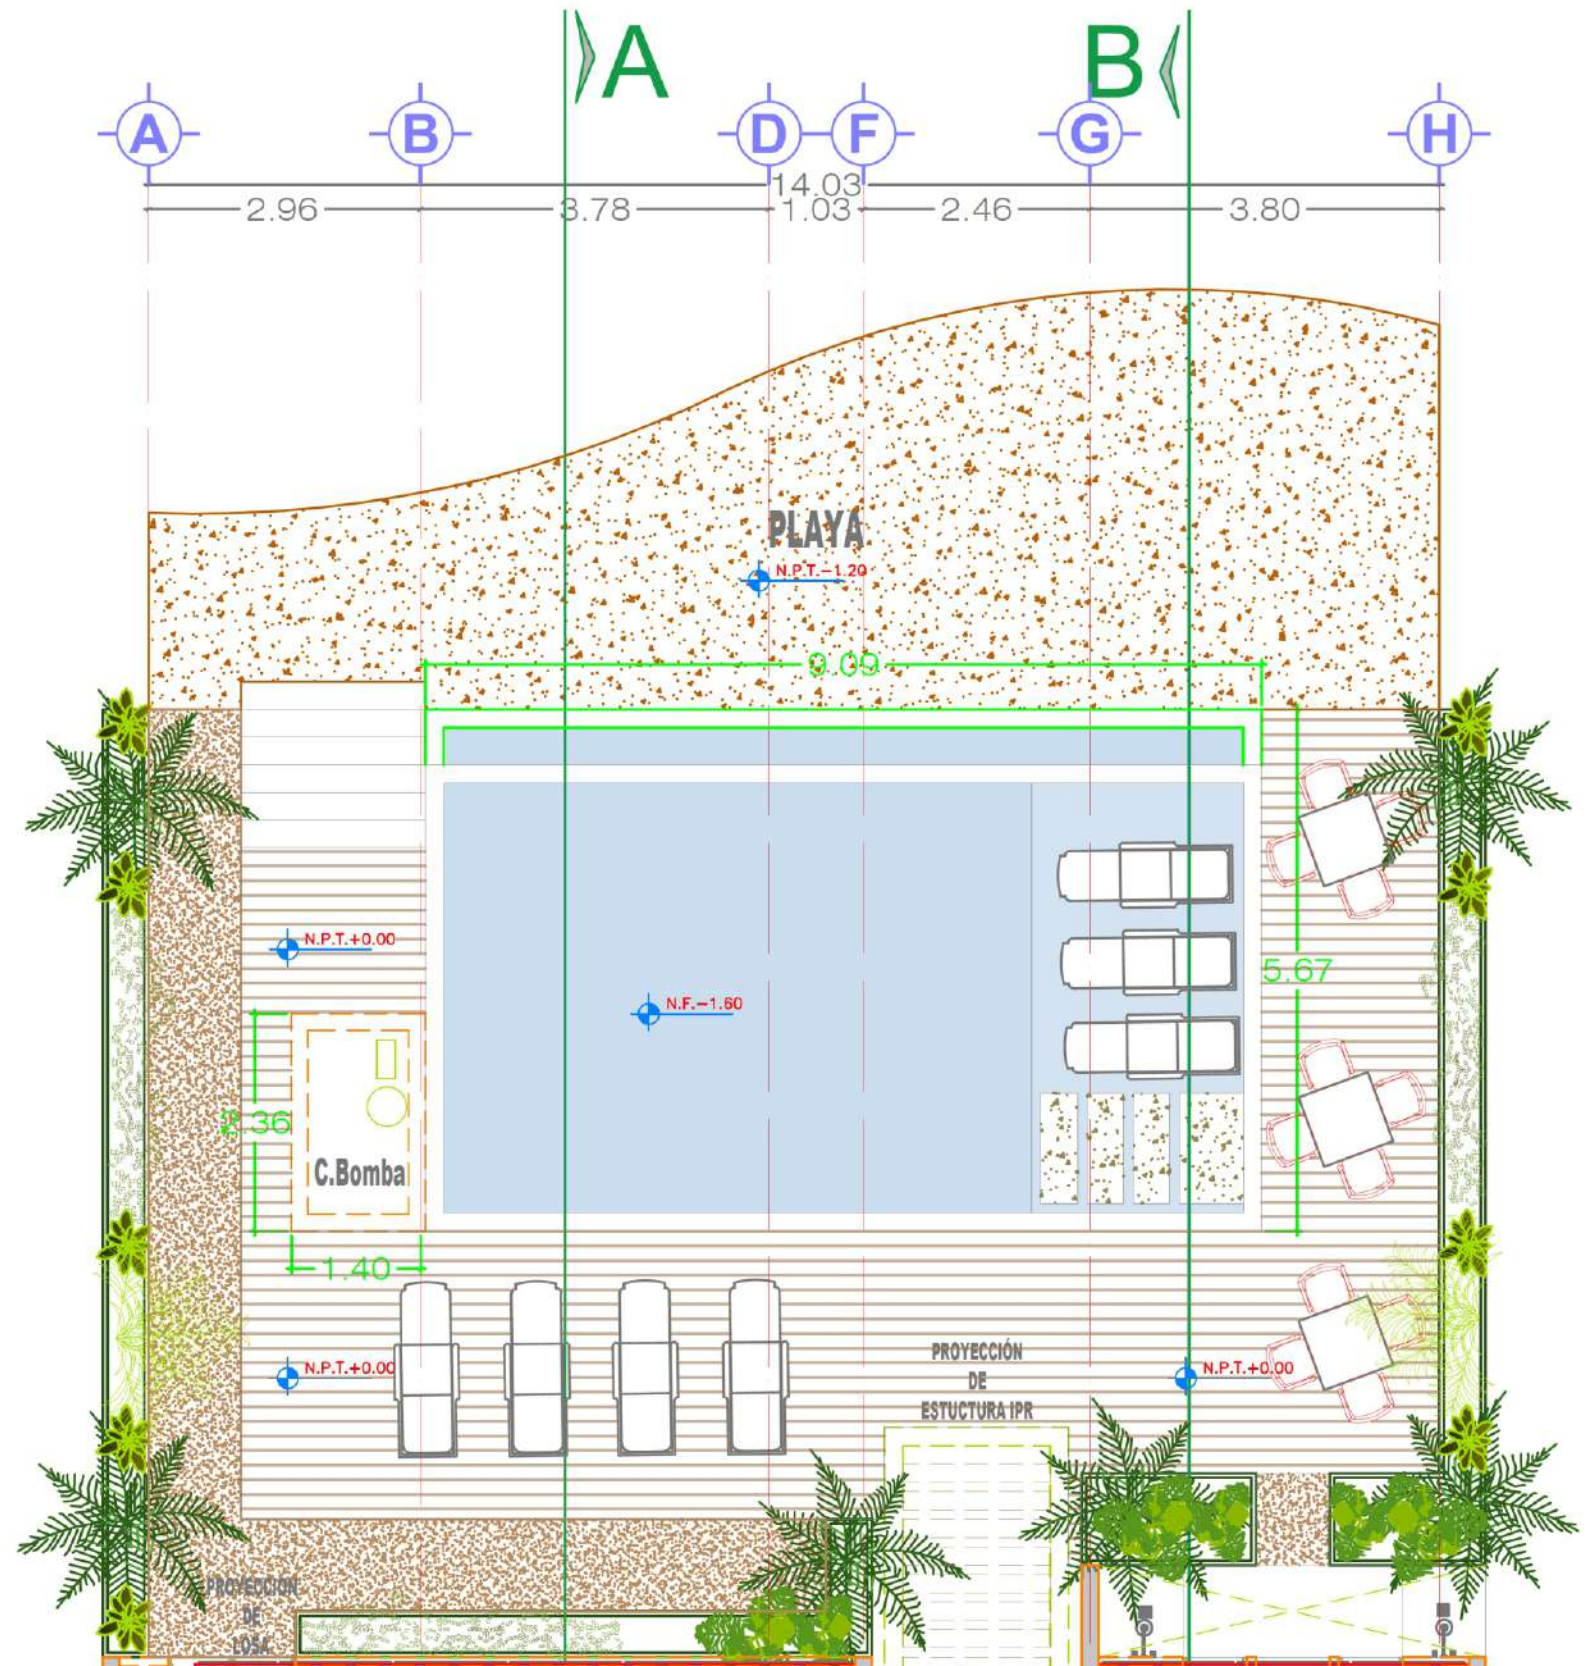 A B
A B D F G H
14.03
2.96 3.78 1.03 2.46 3.80
PLAYA
N.P.T.-1.20
9.09
N.P.T.+0.00
5.67
N.F.-1.60
2.36
C.Bomba
1.40
PROYECCIÓN
DE
ESTUCTURA IPR
N.P.T.+0.00
N.P.T.+0.00
PROYECCIÓN
DE
LOSA